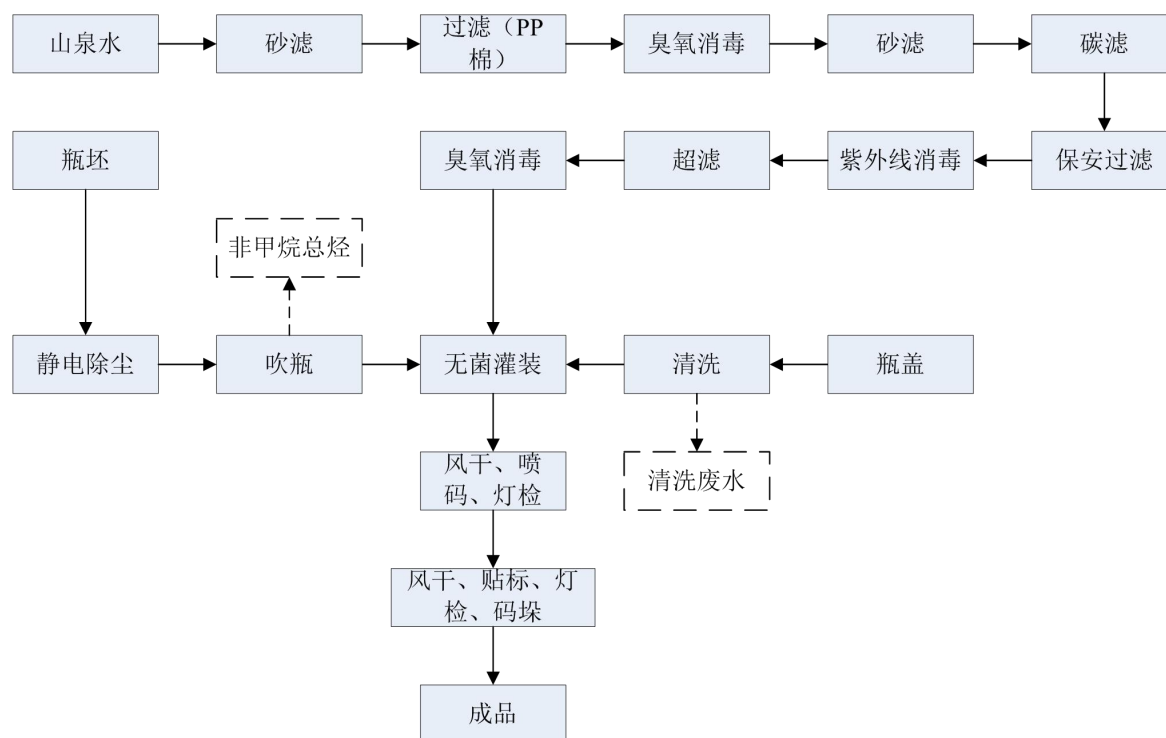 山泉水
砂滤
过滤（PP
棉）
臭氧消毒
砂滤
碳滤
瓶坯
臭氧消毒
超滤
紫外线消毒
保安过滤
非甲烷总烃
静电除尘
吹瓶
无菌灌装
清洗
瓶盖
风干、喷
码、灯检
清洗废水
风干、贴标、灯
检、码垛
成品